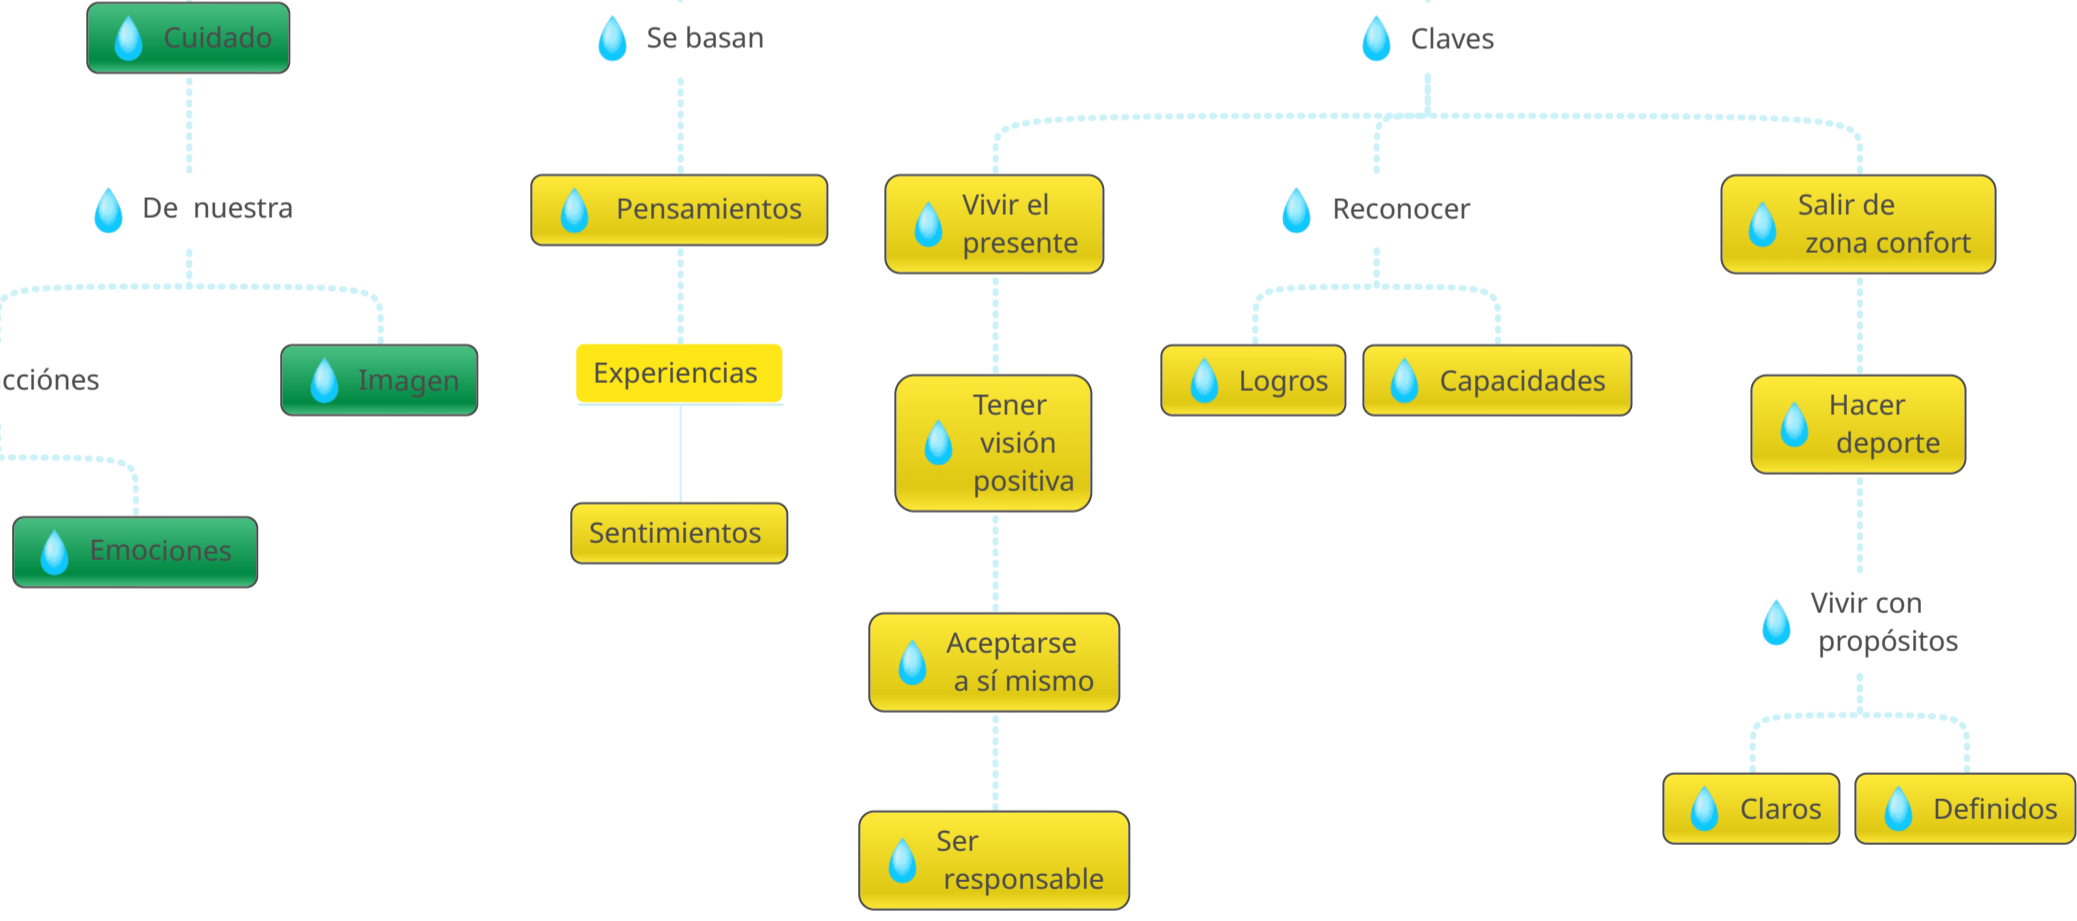 Cuidado
Se basan
Claves
De nuestra
Pensamientos
Vivir el
presente
Reconocer
Salir de
zona confort
cciónes
Imagen
Experiencias
Tener
visión
positiva
Logros
Capacidades
Hacer
deporte
Emociones
Sentimientos
Vivir con
propósitos
Aceptarse
a sí mismo
Claros
Definidos
Ser
responsable